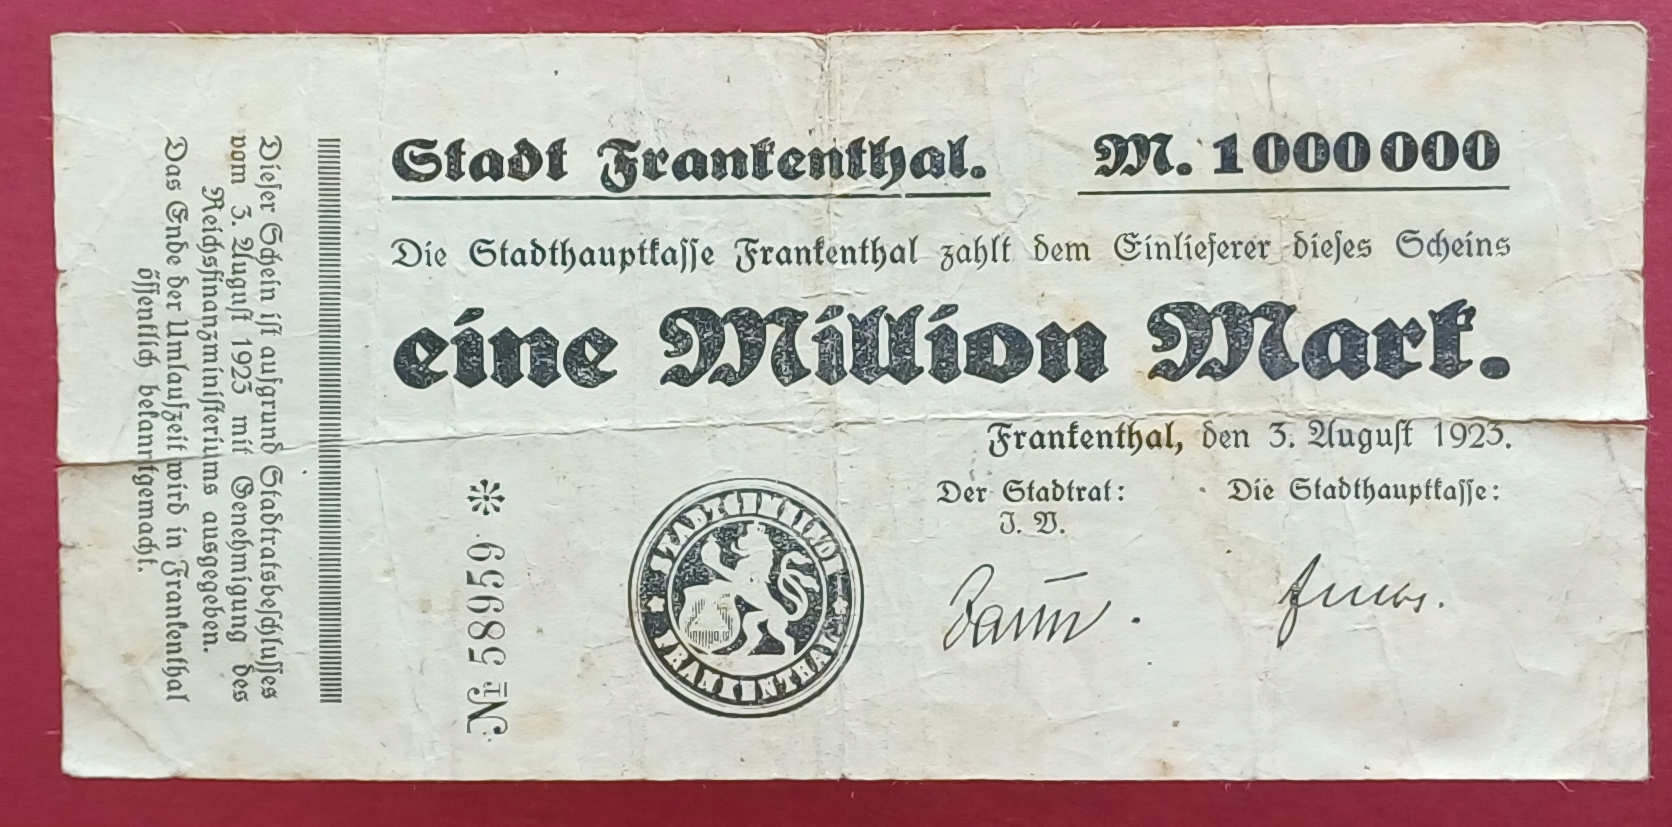 Stadt Frankenthal. M. 1000000
Die Stadthauptkasse Frankenthal zahlt dem Einlieferer dieses Scheins
eine Million Mark.
Frankenthal, den 3. August 1923.
Der Stadtrat: Die Stadthauptkasse:
J. V.
№ 58959 *
FRANKENTHAL
Dieser Schein ist aufgrund Stadtratsbeschlusses
vom 3. August 1923 mit Genehmigung des
Reichsfinanzministeriums ausgegeben.
Das Ende der Umlaufzeit wird in Frankenthal
öffentlich bekanntgemacht.